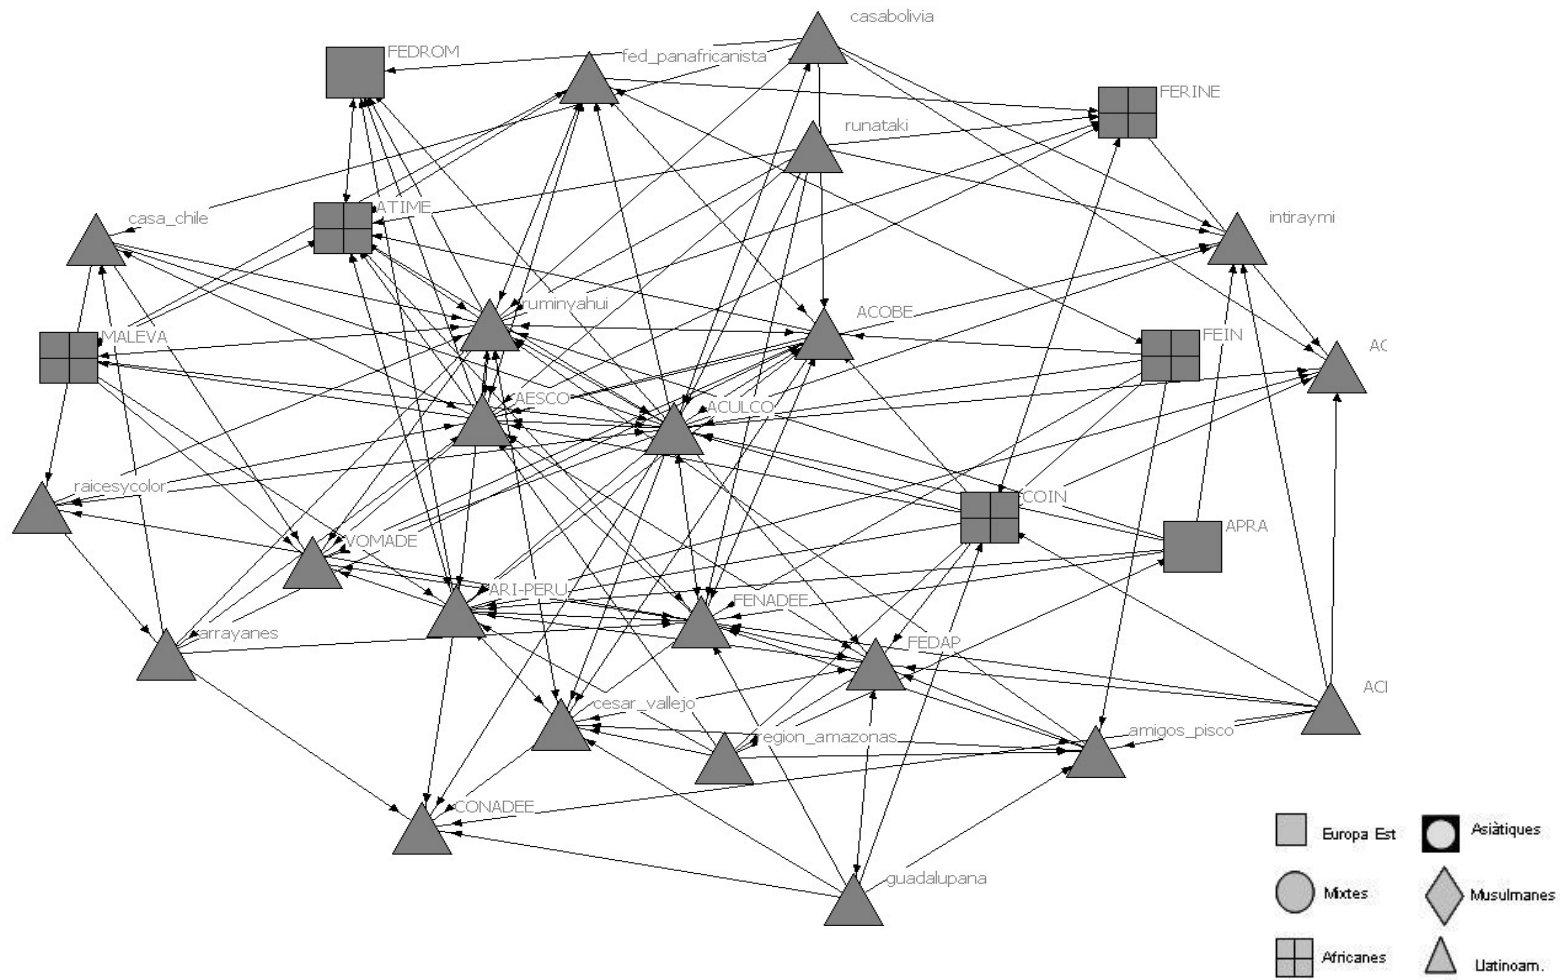 casabolivia
FEDROM
fed_panafricanista
FERINE
runataki
ATIME
casa_chile
intiraymi
ruminyahui
ACOBE
MALEVA
FEIN
AC
AESCO
ACULCO
raicesycolor
COIN
APRA
VOMADE
ARI-PERU
FENADEE
arrayanes
FEDAP
ACI
cesar_vallejo
region_amazonas
amigos_pisco
CONADEE
guadalupana
Europa Est
Asiàtiques
Mixtes
Musulmanes
Africanes
Llatinoam.